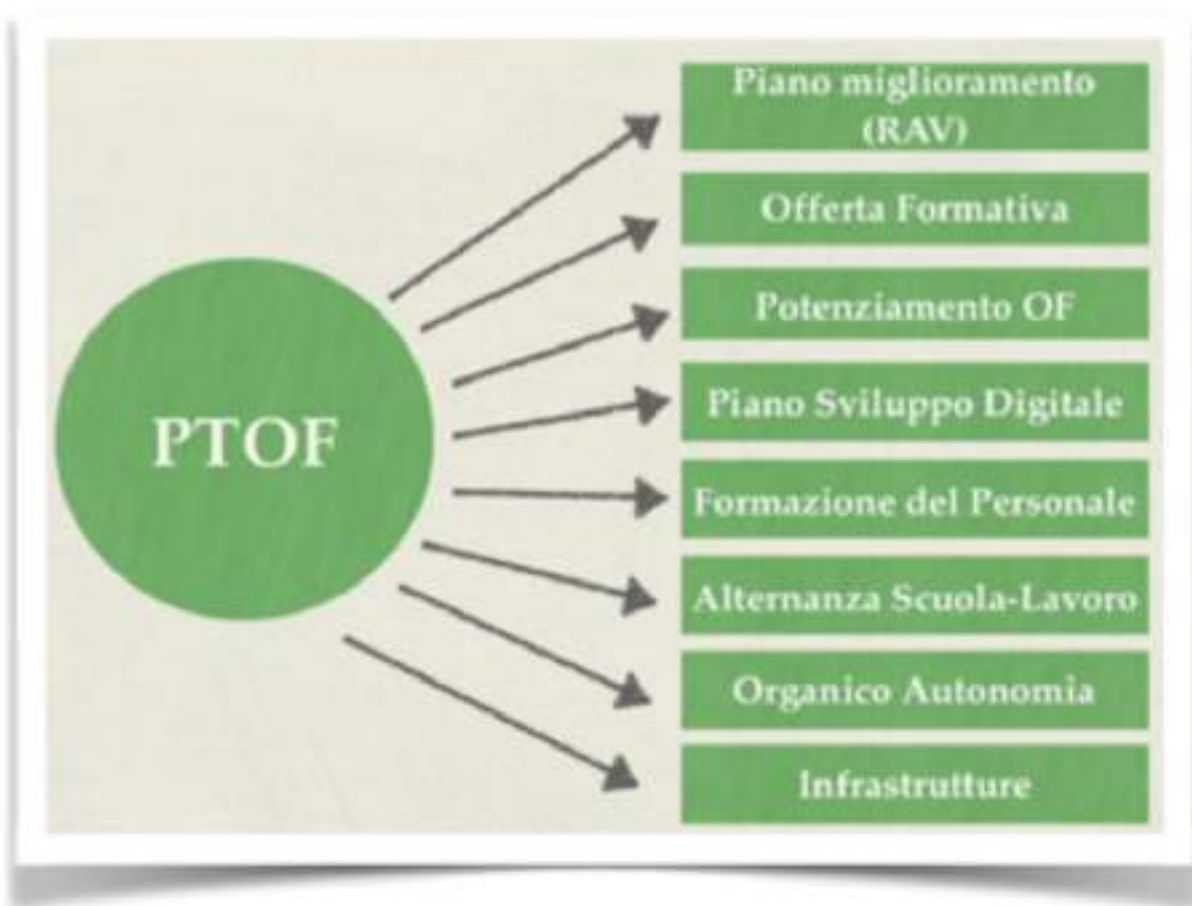 PTOF
Piano miglioramento
(RAV)
Offerta Formativa
Potenziamento OF
Piano Sviluppo Digitale
Formazione del Personale
Alternanza Scuola-Lavoro
Organico Autonomia
Infrastrutture